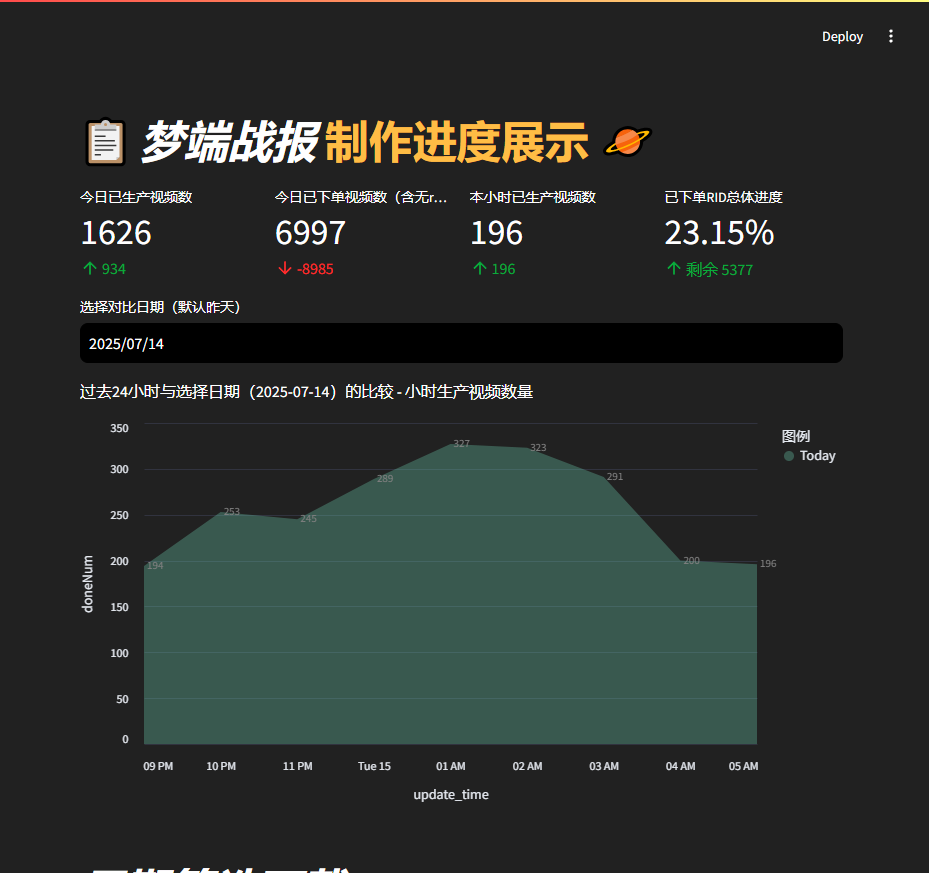 Deploy
梦端战报 制作进度展示
今日已生产视频数
1626
934
今日已下单视频数（含无r...
6997
-8985
本小时已生产视频数
196
196
已下单RID总体进度
23.15%
剩余 5377
选择对比日期（默认昨天）
2025/07/14
过去24小时与选择日期（2025-07-14）的比较 - 小时生产视频数量
350
300
250
200
150
100
50
0
doneNum
194
253
245
289
327
323
291
200
196
图例
Today
09 PM
10 PM
11 PM
Tue 15
01 AM
02 AM
03 AM
04 AM
05 AM
update_time